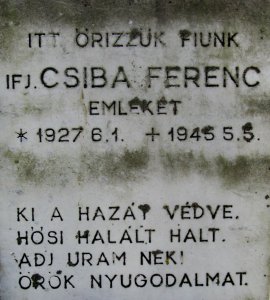 ITT ŐRIZZÜK FIUNK
IFJ. CSIBA FERENC
EMLÉKÉT
* 1927 6.1. + 1945 5.5.
KI A HAZÁT VÉDVE,
HŐSI HALÁLT HALT.
ADJ URAM NEKI
ÖRÖK NYUGODALMAT.